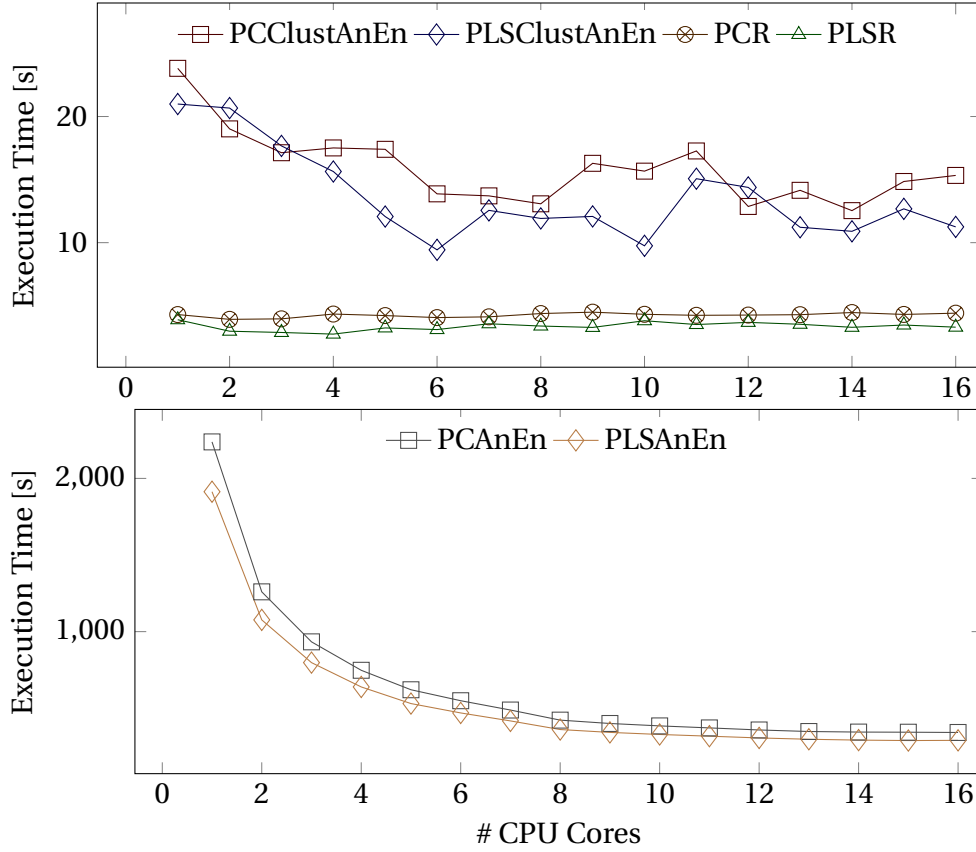 PCClustAnEn PLSClustAnEn PCR PLSR
Execution Time [s]
20
10
0 2 4 6 8 10 12 14 16
PCAnEn PLSAnEn
Execution Time [s]
2,000
1,000
0 2 4 6 8 10 12 14 16
# CPU Cores